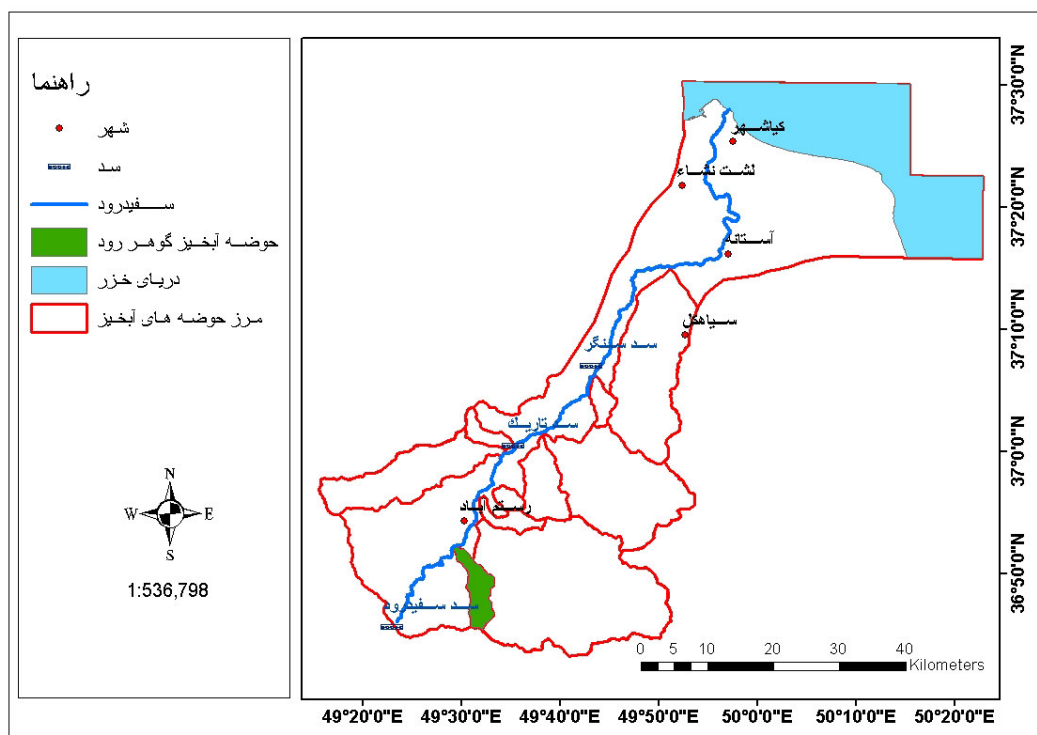 راهنما
شهر
سد
سفیدرود
حوضه آبخیز گوهر رود
دریای خزر
مرز حوضه های آبخیز
N
W E
S
1:536,798
کیاشهر
لشت نشاء
آستانه
سیاهکل
سد سنگر
سد تاریک
رستم اباد
سد سفیدرود
0 5 10 20 30 40
Kilometers
37°30'0"N
37°20'0"N
37°10'0"N
37°0'0"N
36°50'0"N
49°20'0"E 49°30'0"E 49°40'0"E 49°50'0"E 50°0'0"E 50°10'0"E 50°20'0"E